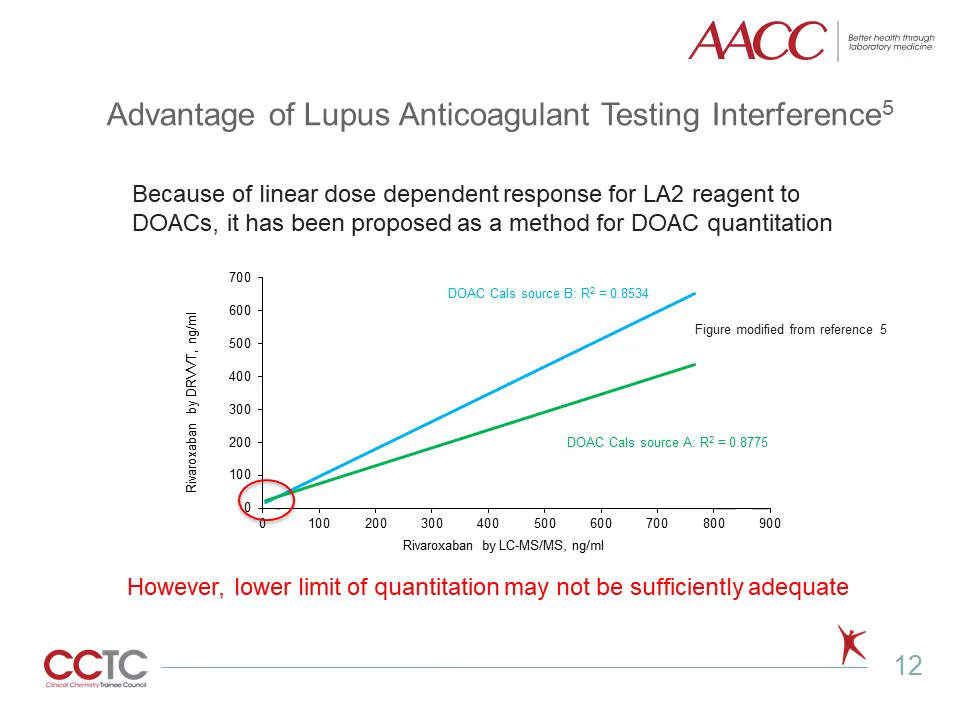 AACC
Better health through
laboratory medicine.
Advantage of Lupus Anticoagulant Testing Interference5
Because of linear dose dependent response for LA2 reagent to
DOACs, it has been proposed as a method for DOAC quantitation
700
600
500
400
300
200
100
0
Rivaroxaban by DRVVT, ng/ml
DOAC Cals source B: R2 = 0.8534
Figure modified from reference 5
DOAC Cals source A: R2 = 0.8775
0 100 200 300 400 500 600 700 800 900
Rivaroxaban by LC-MS/MS, ng/ml
However, lower limit of quantitation may not be sufficiently adequate
CCTC
Clinical Chemistry Trainee Council
12